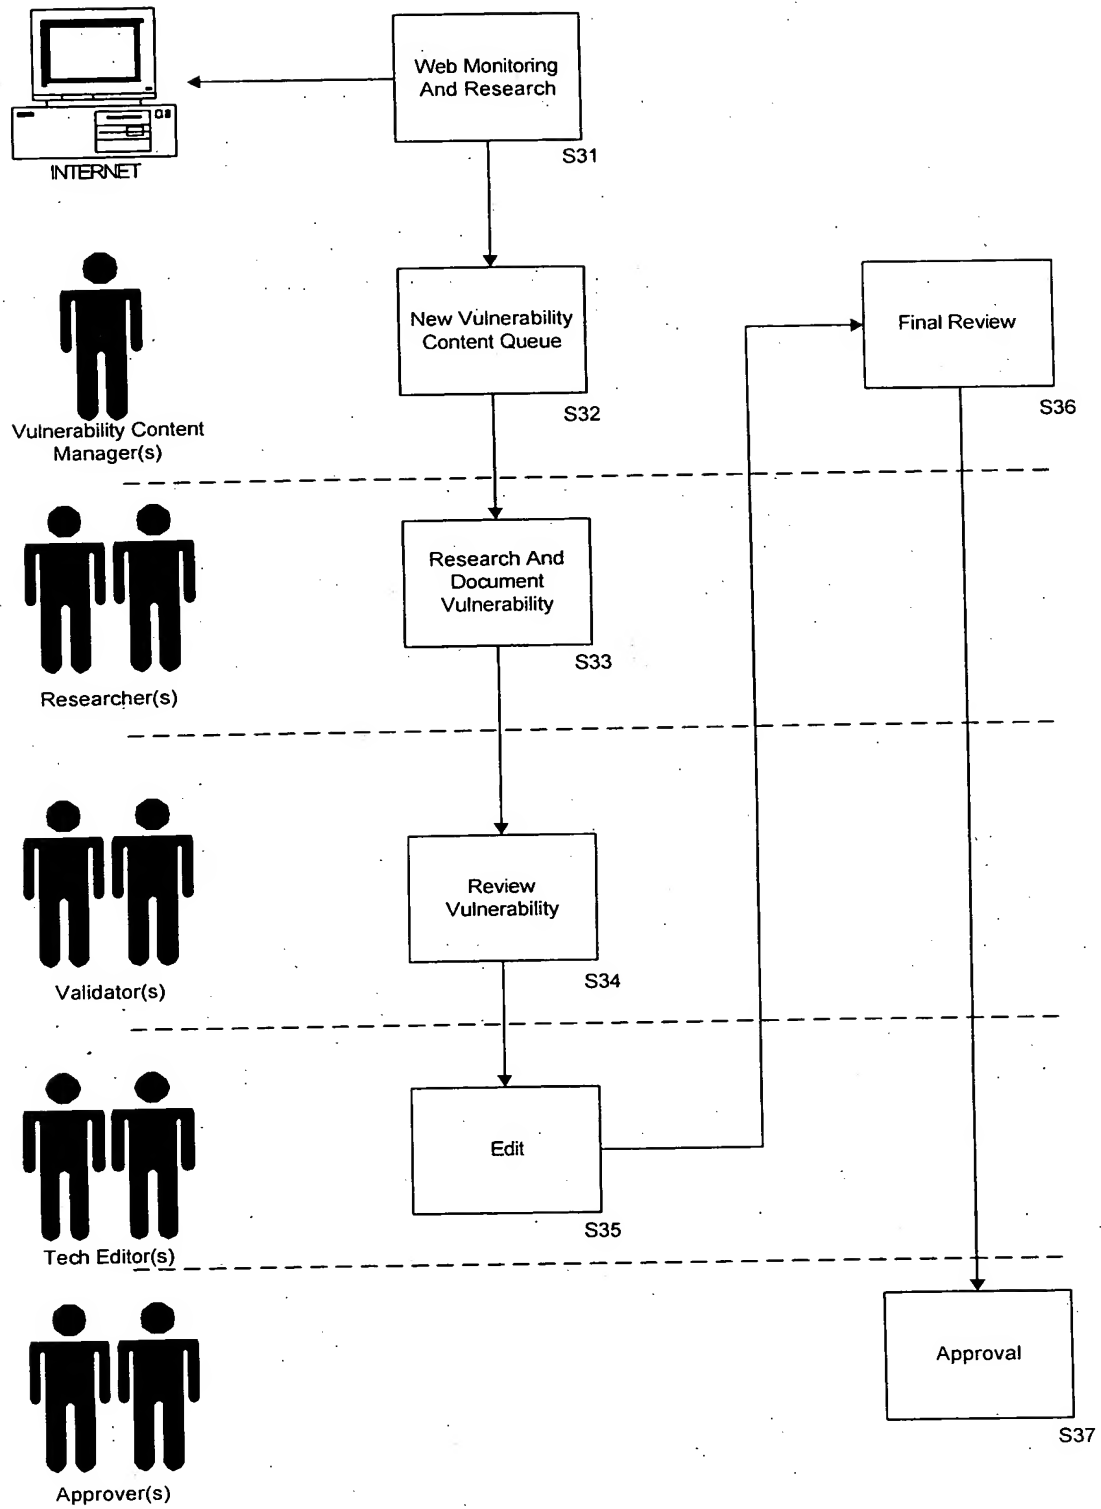 Web Monitoring
And Research
S31
INTERNET
New Vulnerability
Content Queue
S32
Final Review
S36
Vulnerability Content
Manager(s)
Research And
Document
Vulnerability
S33
Researcher(s)
Review
Vulnerability
S34
Validator(s)
Edit
S35
Tech Editor(s)
Approval
S37
Approver(s)